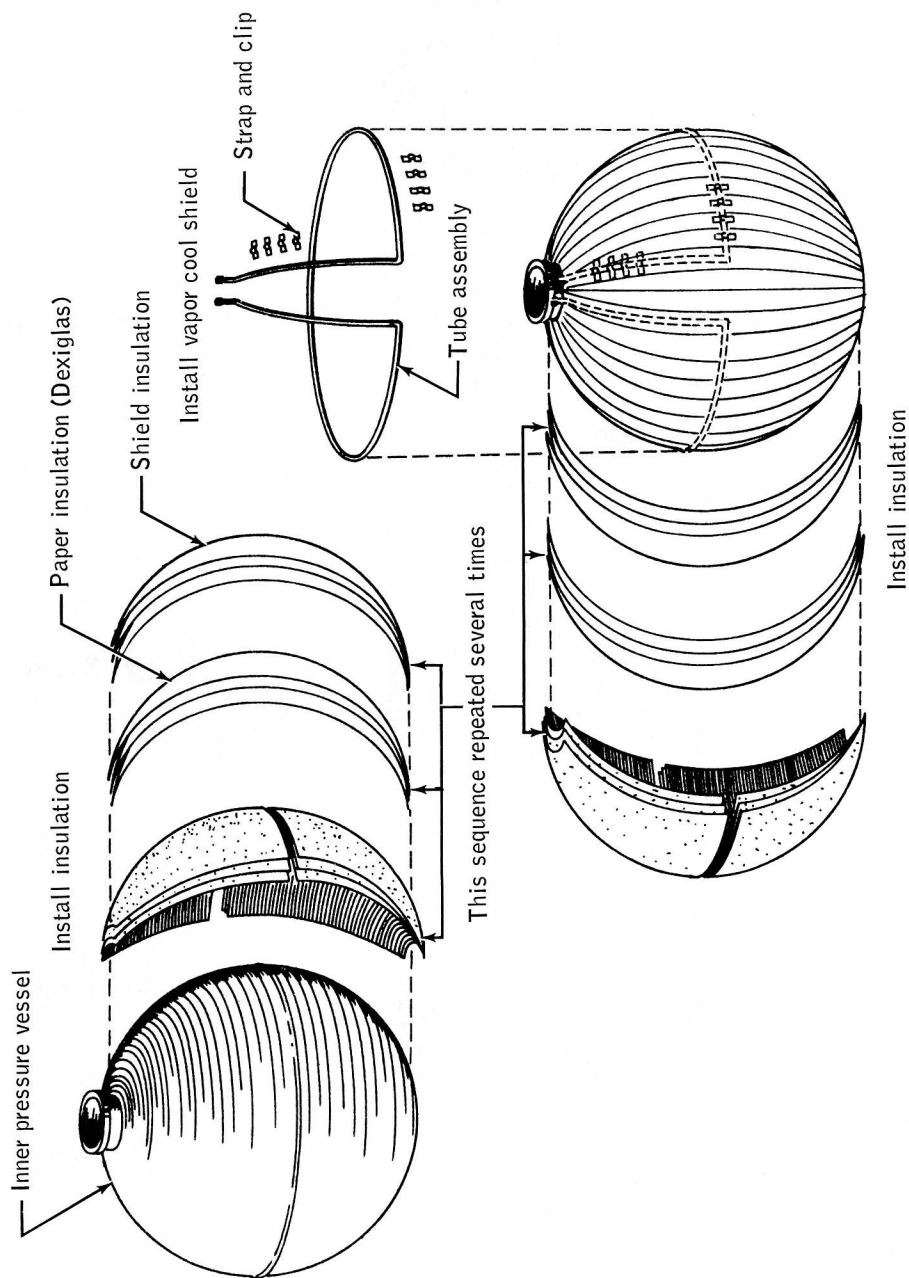 Inner pressure vessel
Install insulation
Paper insulation (Dexiglas)
Shield insulation
Install vapor cool shield
Strap and clip
Tube assembly
This sequence repeated several times
Install insulation